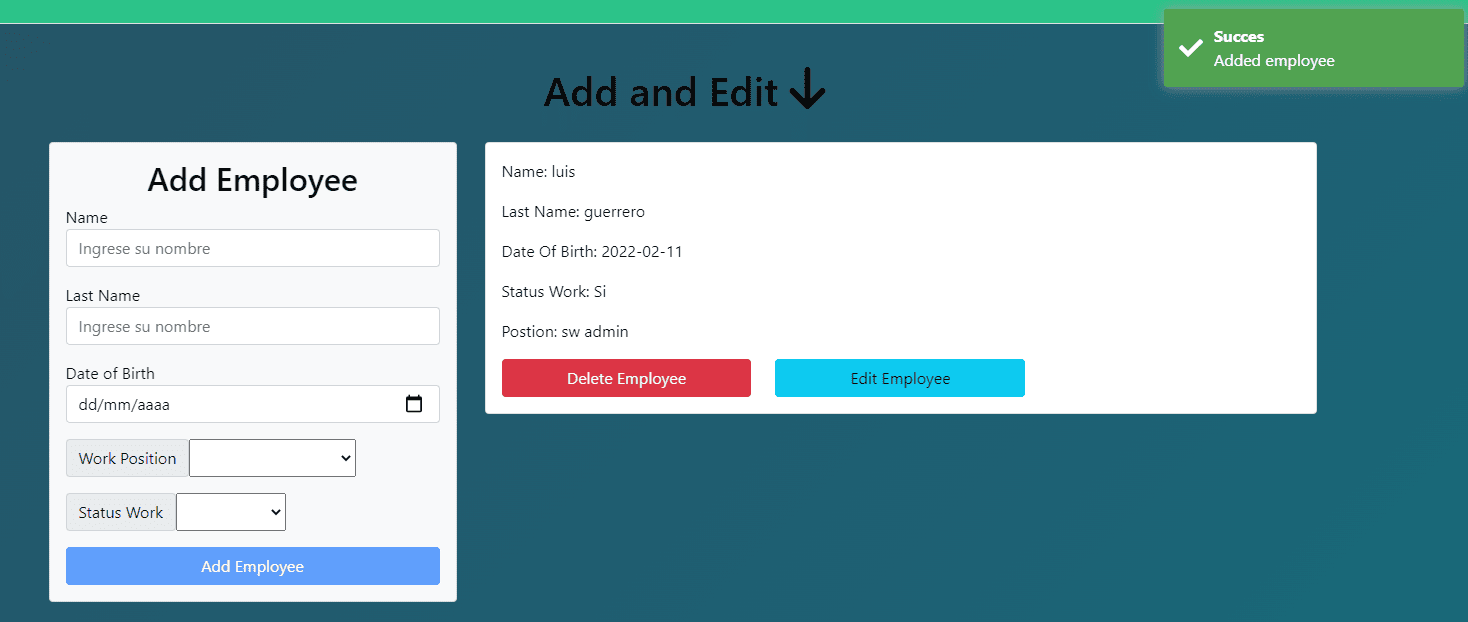 Succes
Added employee
Add and Edit
Add Employee
Name
Ingrese su nombre
Last Name
Ingrese su nombre
Date of Birth
dd/mm/aaaa
Work Position
Status Work
Add Employee
Name: luis
Last Name: guerrero
Date Of Birth: 2022-02-11
Status Work: Si
Postion: sw admin
Delete Employee
Edit Employee